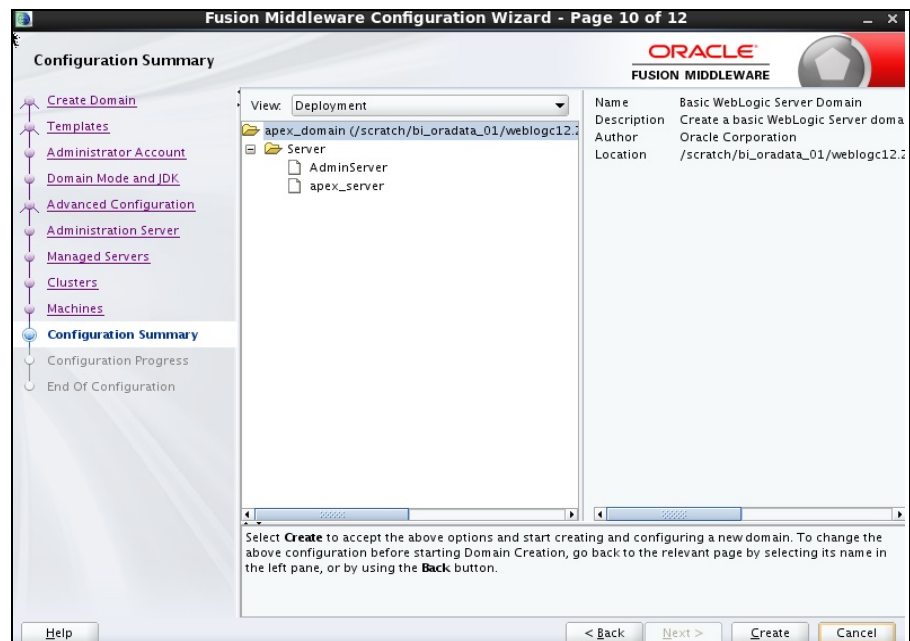 Fusion Middleware Configuration Wizard - Page 10 of 12
Configuration Summary
ORACLE
FUSION MIDDLEWARE
Create Domain
Templates
Administrator Account
Domain Mode and JDK
Advanced Configuration
Administration Server
Managed Servers
Clusters
Machines
Configuration Summary
Configuration Progress
End Of Configuration
View: Deployment
apex_domain (/scratch/bi_oradata_01/weblogc12.2
Server
AdminServer
apex_server
Name Basic WebLogic Server Domain
Description Create a basic WebLogic Server doma
Author Oracle Corporation
Location /scratch/bi_oradata_01/weblogc12.2
Select Create to accept the above options and start creating and configuring a new domain. To change the
above configuration before starting Domain Creation, go back to the relevant page by selecting its name in
the left pane, or by using the Back button.
Help
< Back
Next >
Create
Cancel